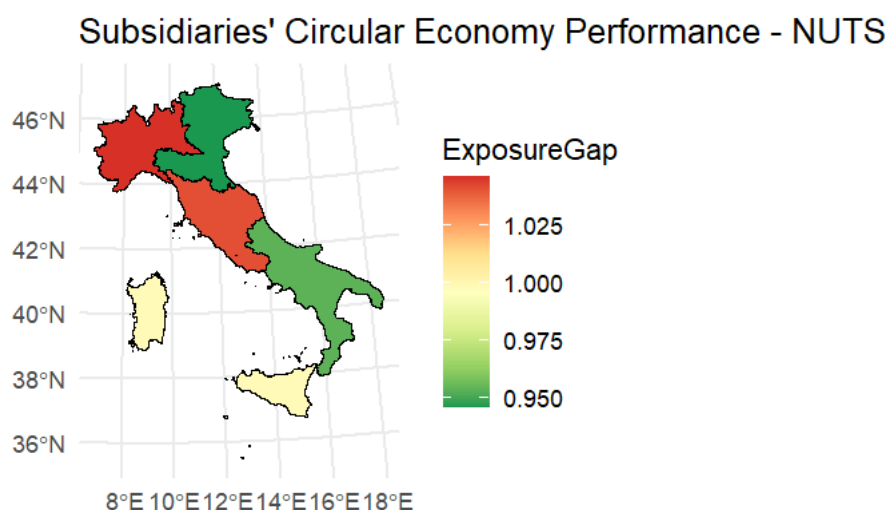 Subsidiaries' Circular Economy Performance - NUTS
46°N
44°N
42°N
40°N
38°N
36°N
8°E 10°E 12°E 14°E 16°E 18°E
ExposureGap
1.025
1.000
0.975
0.950